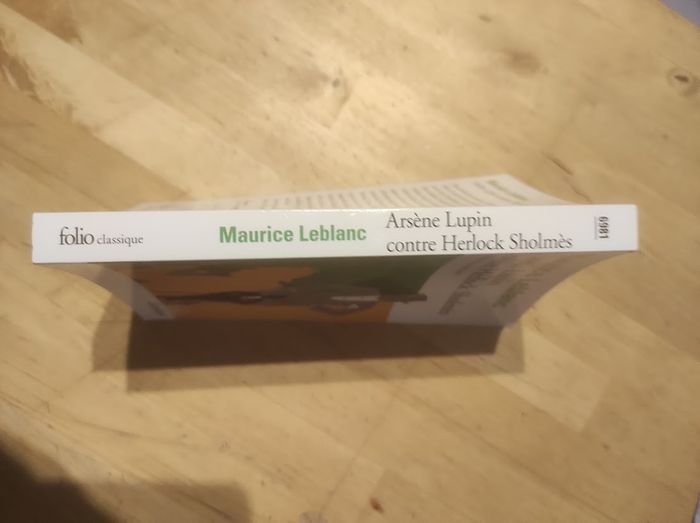 folio classique
Maurice Leblanc
Arsène Lupin
contre Herlock Sholmès
6981